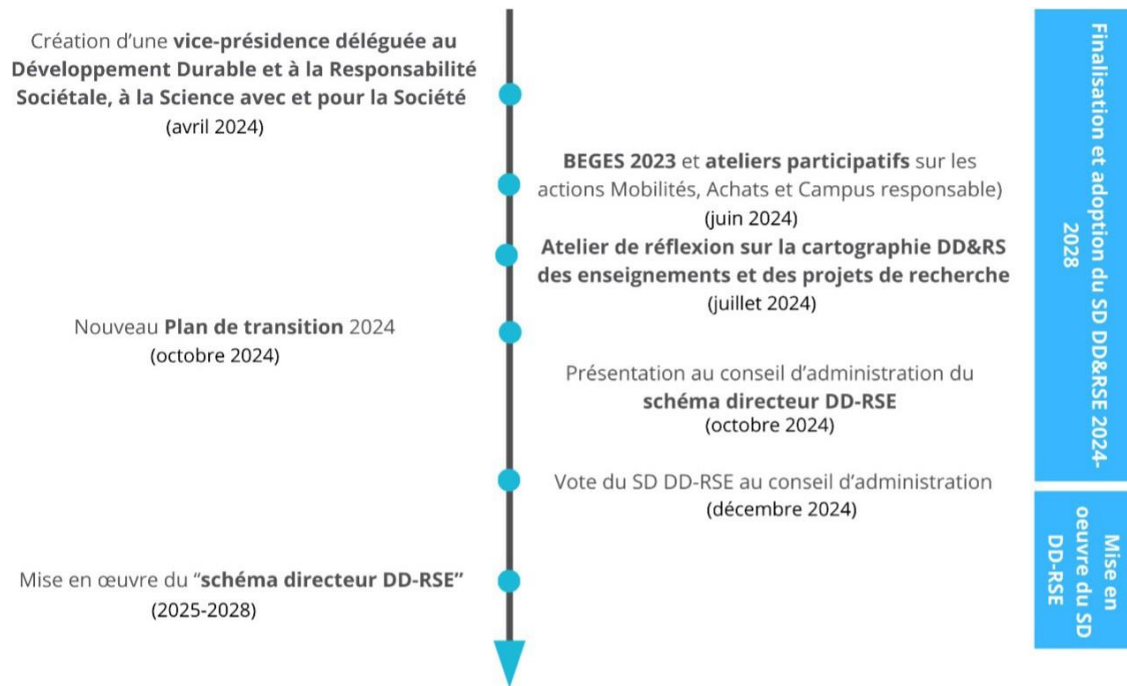 Création d'une vice-présidence déléguée au
Développement Durable et à la Responsabilité
Sociétale, à la Science avec et pour la Société
(avril 2024)
BEGES 2023 et ateliers participatifs sur les
actions Mobilités, Achats et Campus responsable)
(juin 2024)
Atelier de réflexion sur la cartographie DD&RS
des enseignements et des projets de recherche
(juillet 2024)
Nouveau Plan de transition 2024
(octobre 2024)
Présentation au conseil d'administration du
schéma directeur DD-RSE
(octobre 2024)
Vote du SD DD-RSE au conseil d'administration
(décembre 2024)
Mise en œuvre du “schéma directeur DD-RSE”
(2025-2028)
Finalisation et adoption du SD DD&RSE 2024-
2028
Mise en
oeuvre du SD
DD-RSE